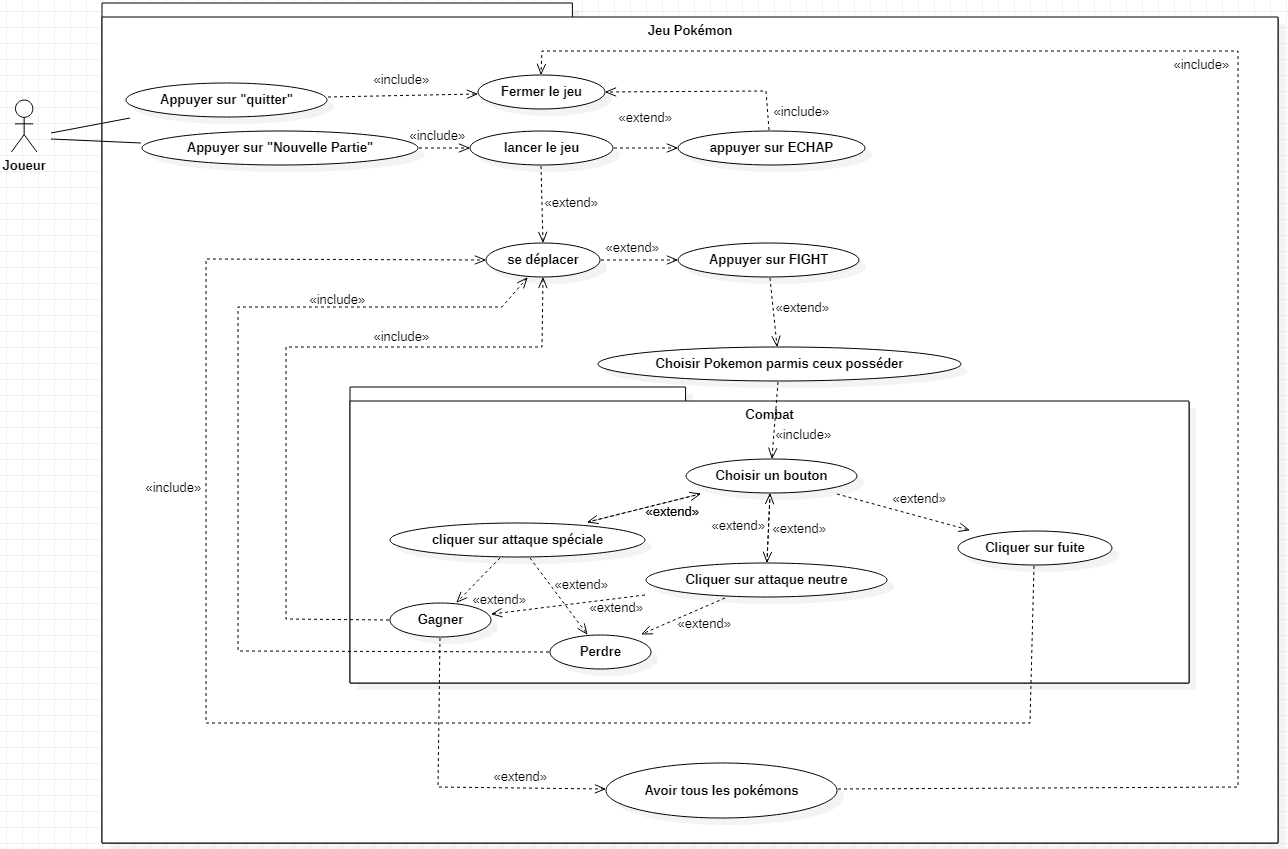 Jeu Pokémon
«include»
«include»
Fermer le jeu
Appuyer sur "quitter"
«include»
«extend»
«include»
Appuyer sur "Nouvelle Partie"
lancer le jeu
appuyer sur ECHAP
Joueur
«extend»
«extend»
se déplacer
Appuyer sur FIGHT
«include»
«extend»
«include»
Choisir Pokemon parmis ceux posséder
Combat
«include»
Choisir un bouton
«include»
«extend»
«extend»
«extend»
«extend»
cliquer sur attaque spéciale
Cliquer sur fuite
Cliquer sur attaque neutre
«extend»
«extend»
«extend»
Gagner
«extend»
Perdre
«extend»
Avoir tous les pokémons